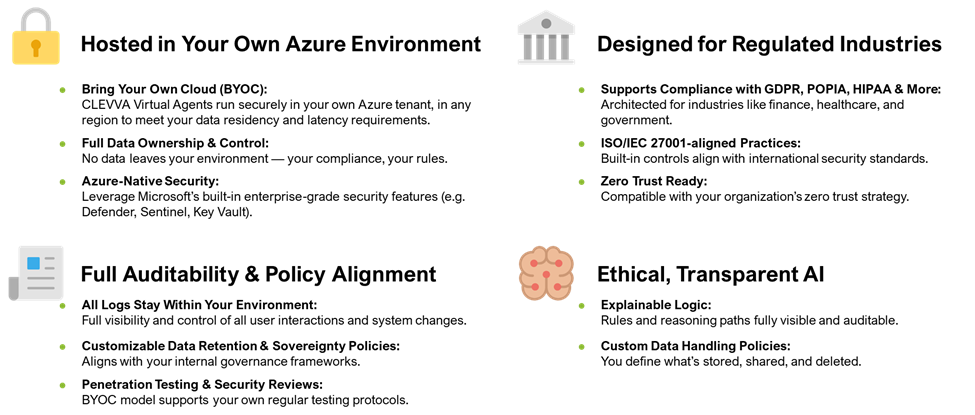 Hosted in Your Own Azure Environment
Bring Your Own Cloud (BYOC):
CLEVVA Virtual Agents run securely in your own Azure tenant, in any
region to meet your data residency and latency requirements.
Full Data Ownership & Control:
No data leaves your environment — your compliance, your rules.
Azure-Native Security:
Leverage Microsoft’s built-in enterprise-grade security features (e.g.
Defender, Sentinel, Key Vault).
Designed for Regulated Industries
Supports Compliance with GDPR, POPIA, HIPAA & More:
Architected for industries like finance, healthcare, and
government.
ISO/IEC 27001-aligned Practices:
Built-in controls align with international security standards.
Zero Trust Ready:
Compatible with your organization’s zero trust strategy.
Full Auditability & Policy Alignment
All Logs Stay Within Your Environment:
Full visibility and control of all user interactions and system changes.
Customizable Data Retention & Sovereignty Policies:
Aligns with your internal governance frameworks.
Penetration Testing & Security Reviews:
BYOC model supports your own regular testing protocols.
Ethical, Transparent AI
Explainable Logic:
Rules and reasoning paths fully visible and auditable.
Custom Data Handling Policies:
You define what’s stored, shared, and deleted.